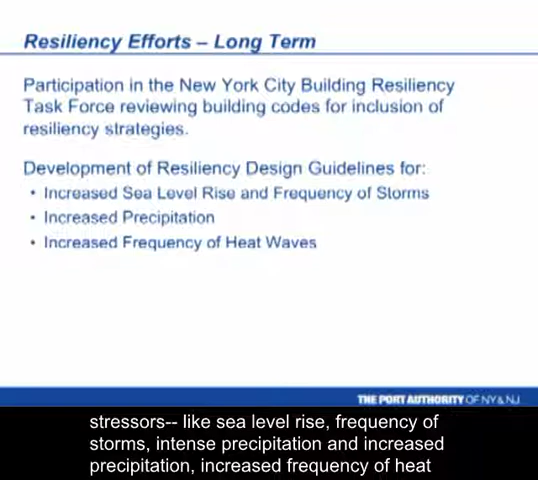 Resiliency Efforts – Long Term
Participation in the New York City Building Resiliency
Task Force reviewing building codes for inclusion of
resiliency strategies.
Development of Resiliency Design Guidelines for:
• Increased Sea Level Rise and Frequency of Storms
• Increased Precipitation
• Increased Frequency of Heat Waves
THE PORT AUTHORITY OF NY & NJ
stressors-- like sea level rise, frequency of
storms, intense precipitation and increased
precipitation, increased frequency of heat